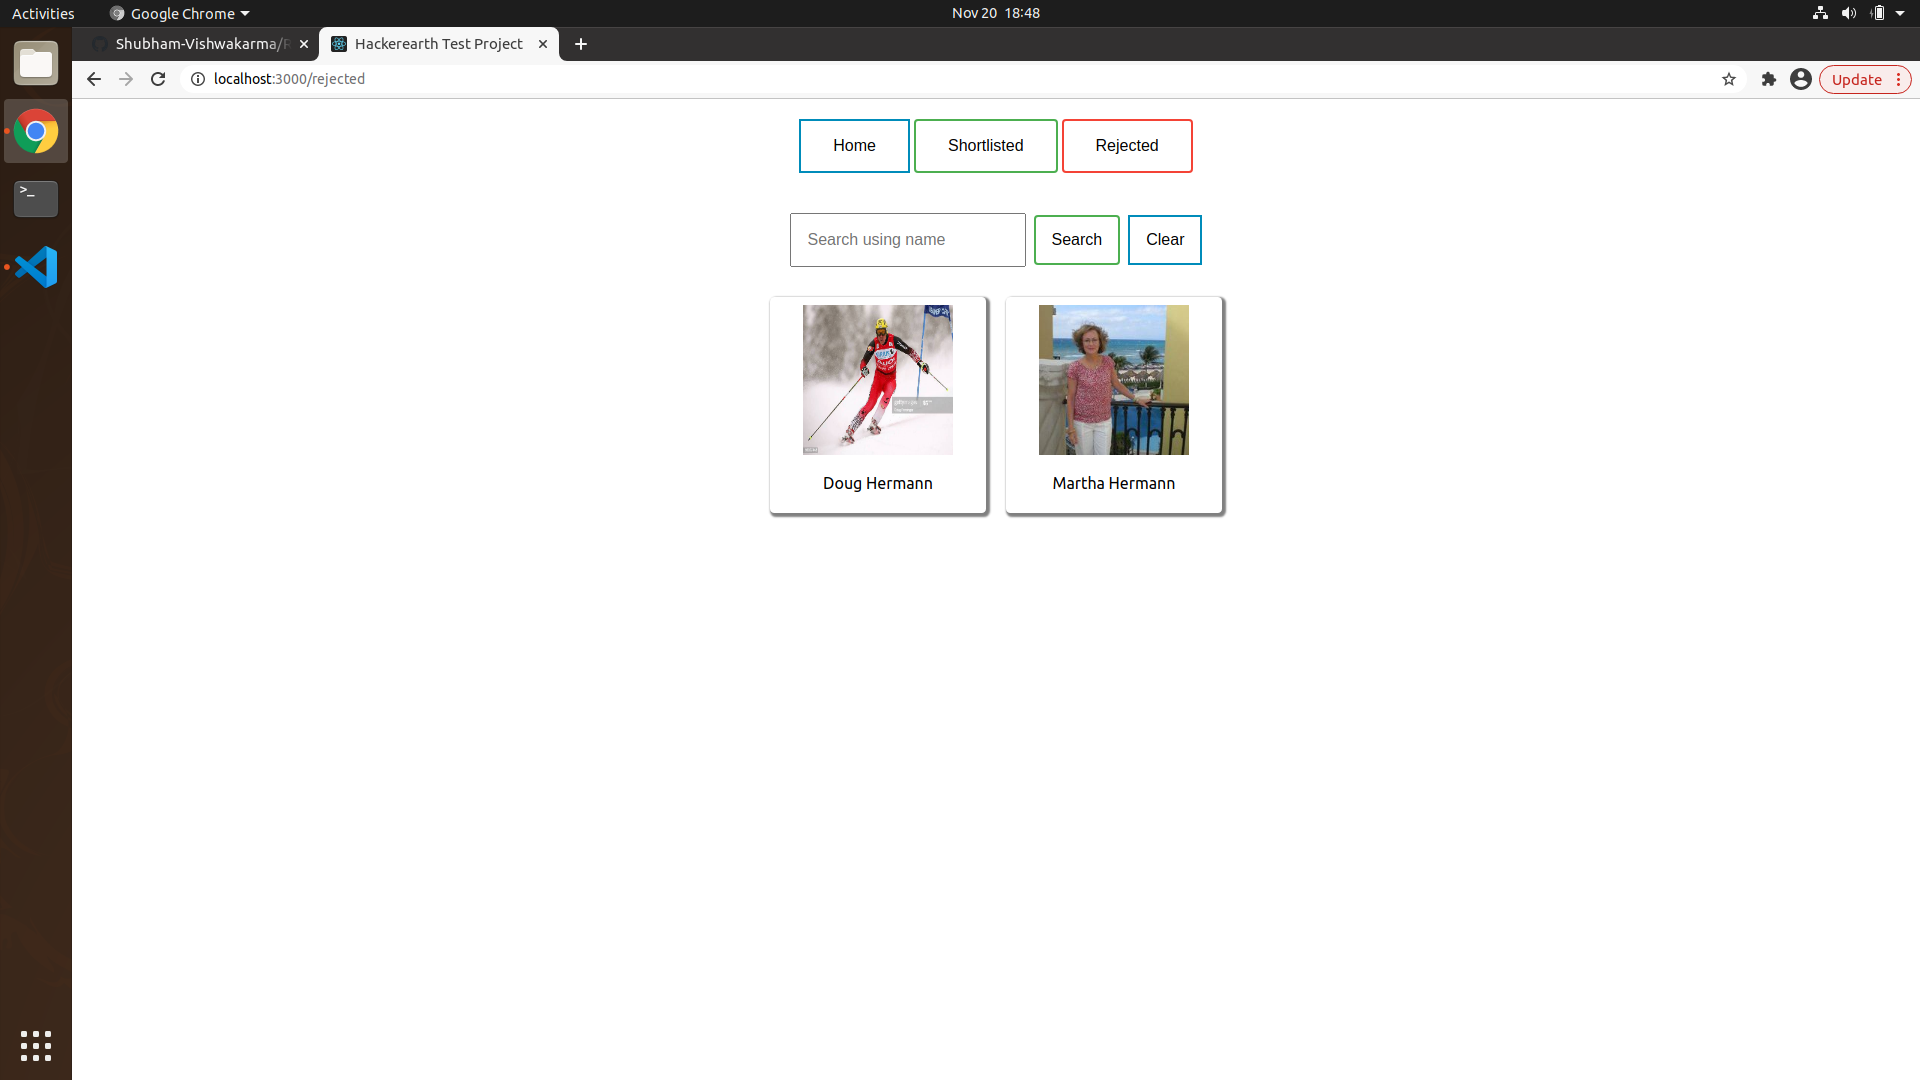 Activities
Google Chrome
Nov 20 18:48
Shubham-Vishwakarma/R
Hackerearth Test Project
localhost:3000/rejected
Update
Home
Shortlisted
Rejected
Search using name
Search
Clear
Doug Hermann
Martha Hermann